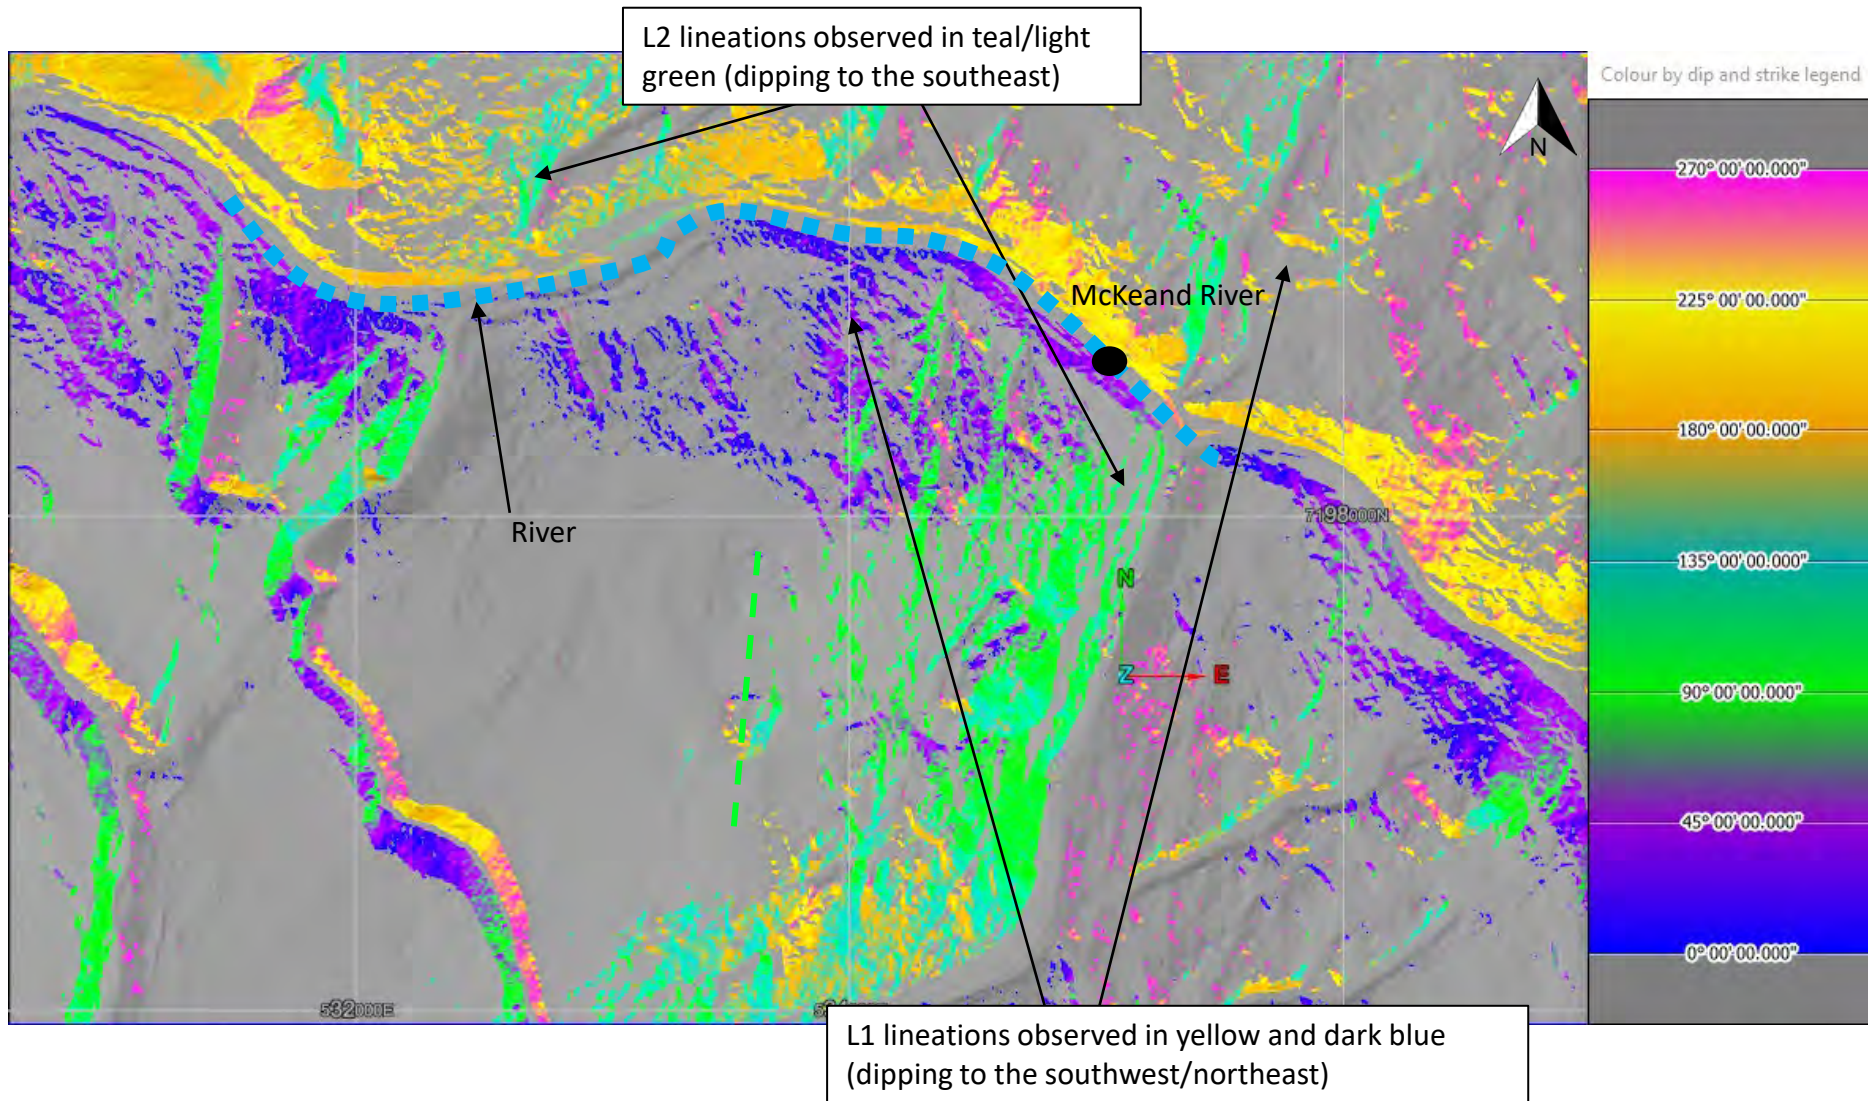 L2 lineations observed in teal/light
green (dipping to the southeast)
Colour by dip and strike legend
N
270° 00' 00.000"
225° 00' 00.000"
McKeand River
180° 00' 00.000"
7198000N
River
135° 00' 00.000"
N
Z
E
90° 00' 00.000"
45° 00' 00.000"
0° 00' 00.000"
532000E
L1 lineations observed in yellow and dark blue
(dipping to the southwest/northeast)